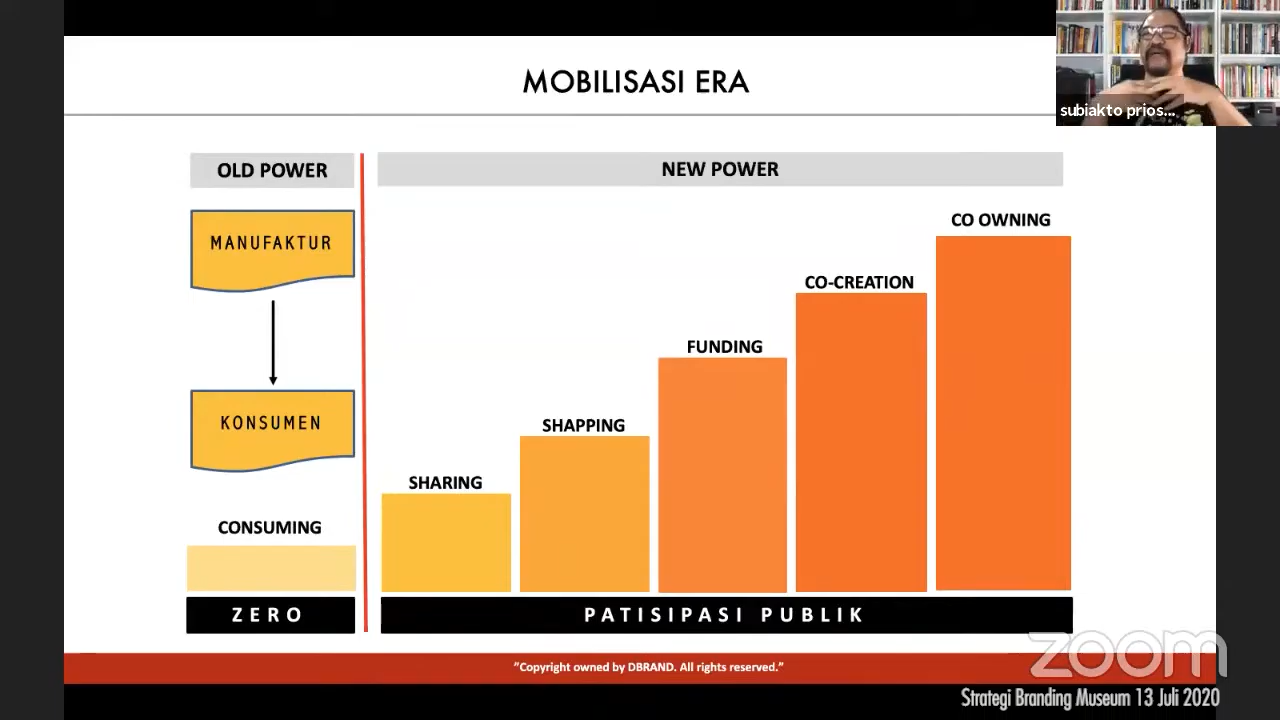 MOBILISASI ERA
subiakto prios...
OLD POWER
NEW POWER
MANUFAKTUR
KONSUMEN
CONSUMING
ZERO
SHARING
SHAPPING
FUNDING
CO-CREATION
CO OWNING
PATISIPASI PUBLIK
“Copyright owned by DBRAND. All rights reserved.”
zoom
Strategi Branding Museum 13 Juli 2020